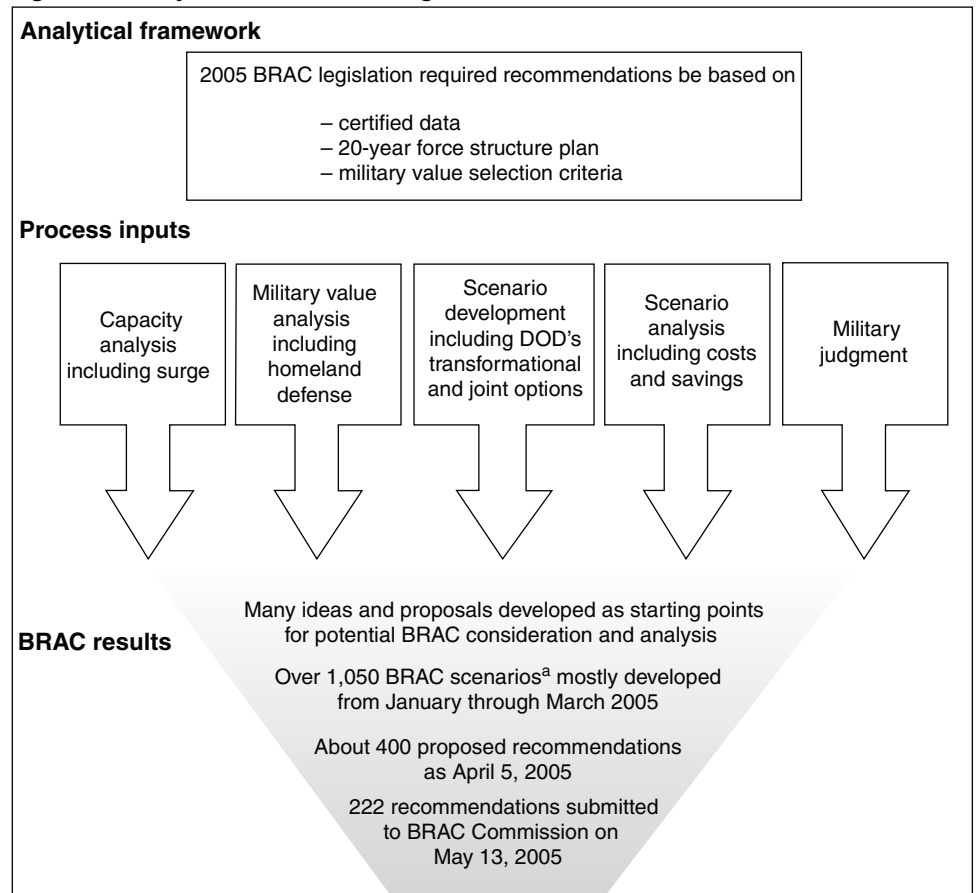 Analytical framework
2005 BRAC legislation required recommendations be based on
– certified data
– 20-year force structure plan
– military value selection criteria
Process inputs
Capacity
analysis
including surge
Military value
analysis
including
homeland
defense
Scenario
development
including DOD's
transformational
and joint options
Scenario
analysis
including costs
and savings
Military
judgment
BRAC results
Many ideas and proposals developed as starting points
for potential BRAC consideration and analysis
Over 1,050 BRAC scenariosᵃ mostly developed
from January through March 2005
About 400 proposed recommendations
as April 5, 2005
222 recommendations submitted
to BRAC Commission on
May 13, 2005